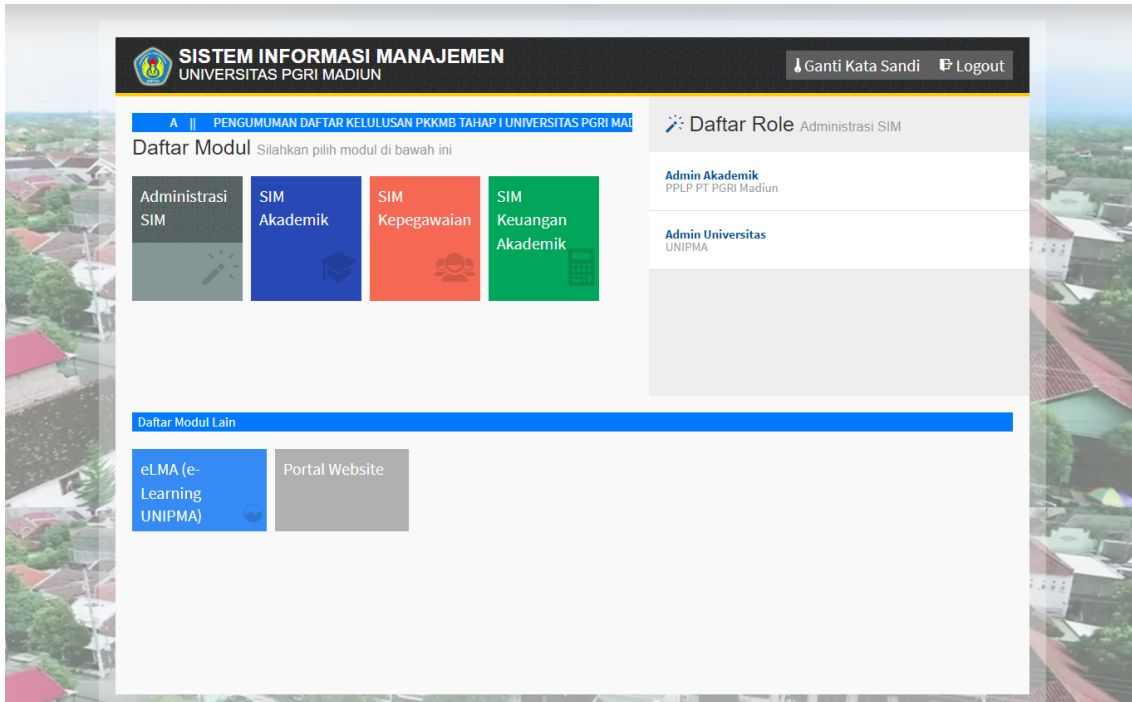 SISTEM INFORMASI MANAJEMEN
UNIVERSITAS PGRI MADIUN
Ganti Kata Sandi
Logout
A || PENGUMUMAN DAFTAR KELULUSAN PKKMB TAHAP I UNIVERSITAS PGRI MAD
Daftar Modul Silahkan pilih modul di bawah ini
Administrasi
SIM
SIM
Akademik
SIM
Kepegawaian
SIM
Keuangan
Akademik
Daftar Role Administrasi SIM
Admin Akademik
PPLP PT PGRI Madiun
Admin Universitas
UNIPMA
Daftar Modul Lain
eLMA (e-
Learning
UNIPMA)
Portal Website